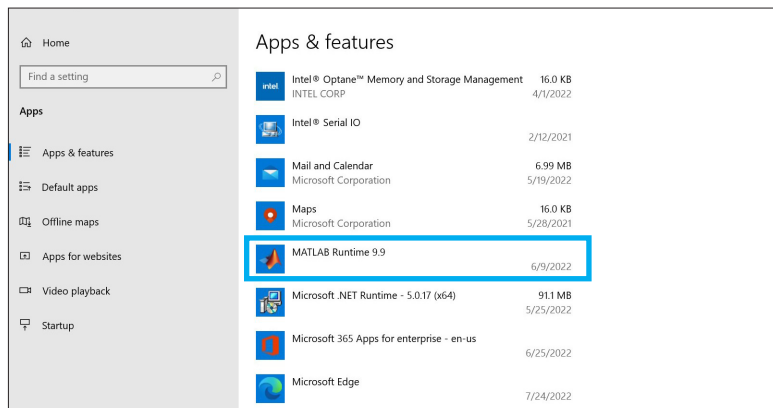 Home
Find a setting
Apps
Apps & features
Default apps
Offline maps
Apps for websites
Video playback
Startup
Apps & features
intel
Intel® Optane™ Memory and Storage Management 16.0 KB
INTEL CORP 4/1/2022
Intel® Serial IO
2/12/2021
Mail and Calendar 6.99 MB
Microsoft Corporation 5/19/2022
Maps 16.0 KB
Microsoft Corporation 5/28/2021
MATLAB Runtime 9.9
6/9/2022
Microsoft .NET Runtime - 5.0.17 (x64) 91.1 MB
5/25/2022
Microsoft 365 Apps for enterprise - en-us
6/25/2022
Microsoft Edge
7/24/2022